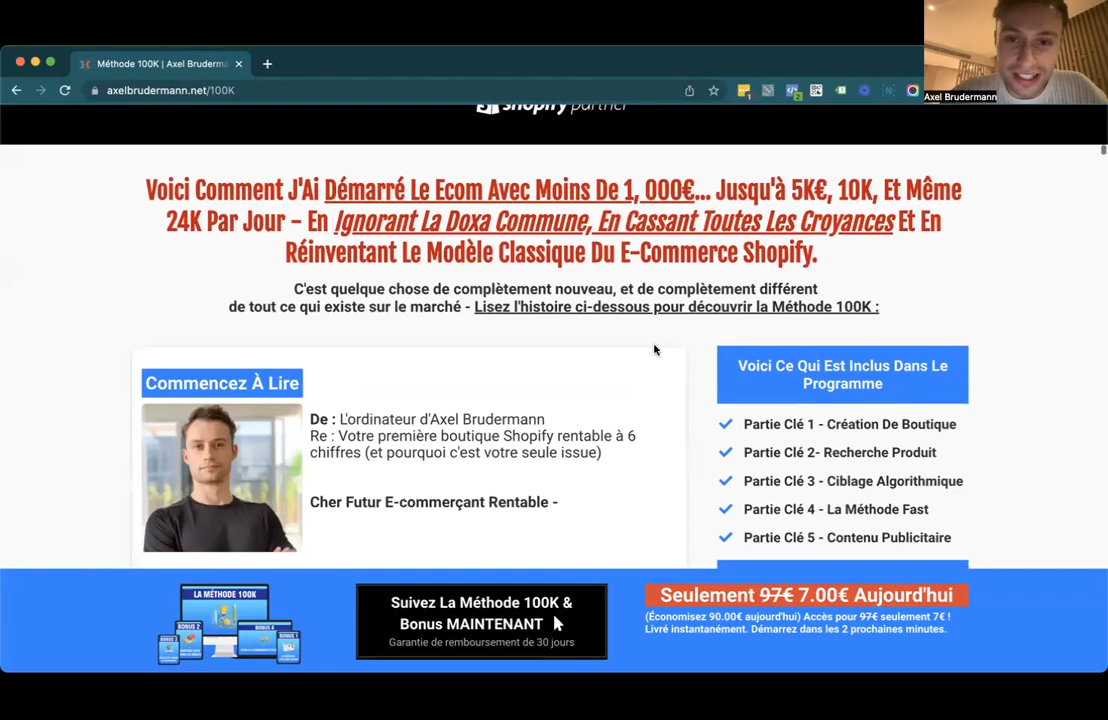 Méthode 100K | Axel Bruderm
axelbrudermann.net/100K
Axel Brudermann
shopify partner
Voici Comment J'Ai Démarré Le Ecom Avec Moins De 1, 000€... Jusqu'à 5K€, 10K, Et Même
24K Par Jour - En Ignorant La Doxa Commune, En Cassant Toutes Les Croyances Et En
Réinventant Le Modèle Classique Du E-Commerce Shopify.
C'est quelque chose de complètement nouveau, et de complètement différent
de tout ce qui existe sur le marché - Lisez l'histoire ci-dessous pour découvrir la Méthode 100K :
Commencez À Lire
De : L'ordinateur d'Axel Brudermann
Re : Votre première boutique Shopify rentable à 6
chiffres (et pourquoi c'est votre seule issue)
Cher Futur E-commerçant Rentable -
Voici Ce Qui Est Inclus Dans Le
Programme
Partie Clé 1 - Création De Boutique
Partie Clé 2- Recherche Produit
Partie Clé 3 - Ciblage Algorithmique
Partie Clé 4 - La Méthode Fast
Partie Clé 5 - Contenu Publicitaire
LA MÉTHODE 100K
BONUS 2
BONUS 4
BONUS 1
Suivez La Méthode 100K &
Bonus MAINTENANT
Garantie de remboursement de 30 jours
Seulement 97€ 7.00€ Aujourd'hui
(Économisez 90.00€ aujourd'hui) Accès pour 97€ seulement 7€ !
Livré instantanément. Démarrez dans les 2 prochaines minutes.